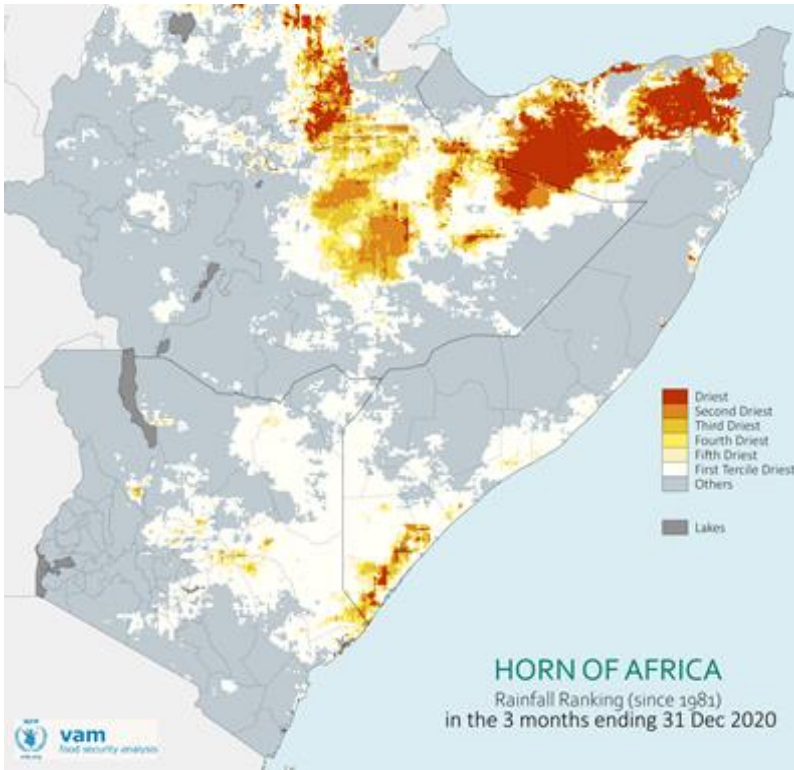 Driest
Second Driest
Third Driest
Fourth Driest
Fifth Driest
First Tercile Driest
Others
Lakes
HORN OF AFRICA
Rainfall Ranking (since 1981)
in the 3 months ending 31 Dec 2020
vam
food security analysis